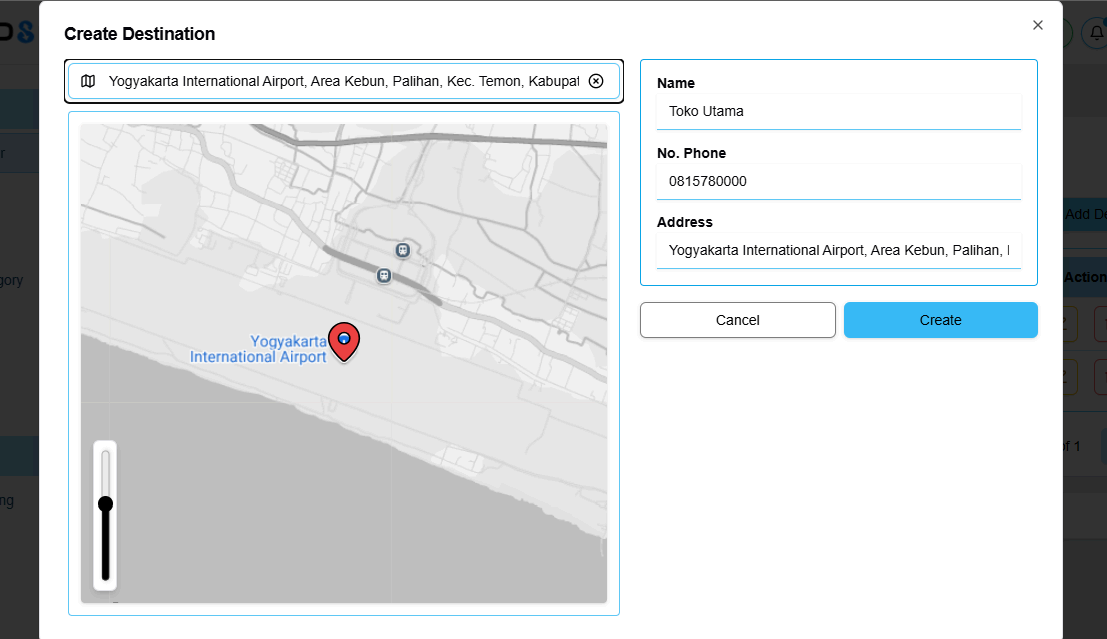 Create Destination
Yogyakarta International Airport, Area Kebun, Palihan, Kec. Temon, Kabupat
Yogyakarta
International Airport
Name
Toko Utama
No. Phone
0815780000
Address
Yogyakarta International Airport, Area Kebun, Palihan,
Cancel
Create
Add De
Action
of 1
gory
ng